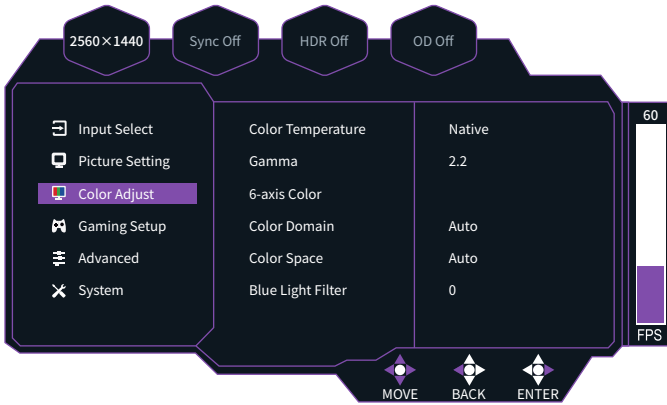 2560×1440
Sync Off
HDR Off
OD Off
60
Input Select
Picture Setting
Color Adjust
Gaming Setup
Advanced
System
Color Temperature
Native
Gamma
2.2
6-axis Color
Color Domain
Auto
Color Space
Auto
Blue Light Filter
0
FPS
MOVE
BACK
ENTER